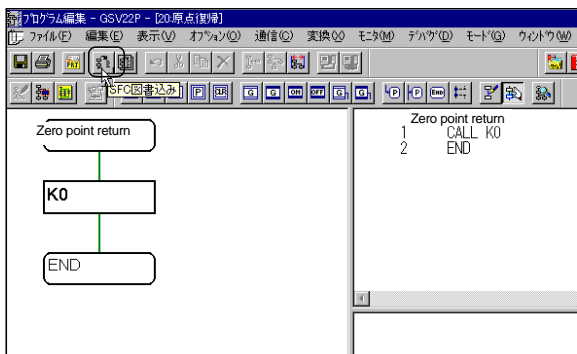 プログラム編集 - GSV22P - [20:原点復帰]
ファイル(F) 編集(E) 表示(V) オプション(O) 通信(C) 変換(X) モニタ(M) デバッグ(D) モード(G) ウィンドウ(W)
SFC図書込み
Zero point return
K0
END
Zero point return
1 CALL K0
2 END